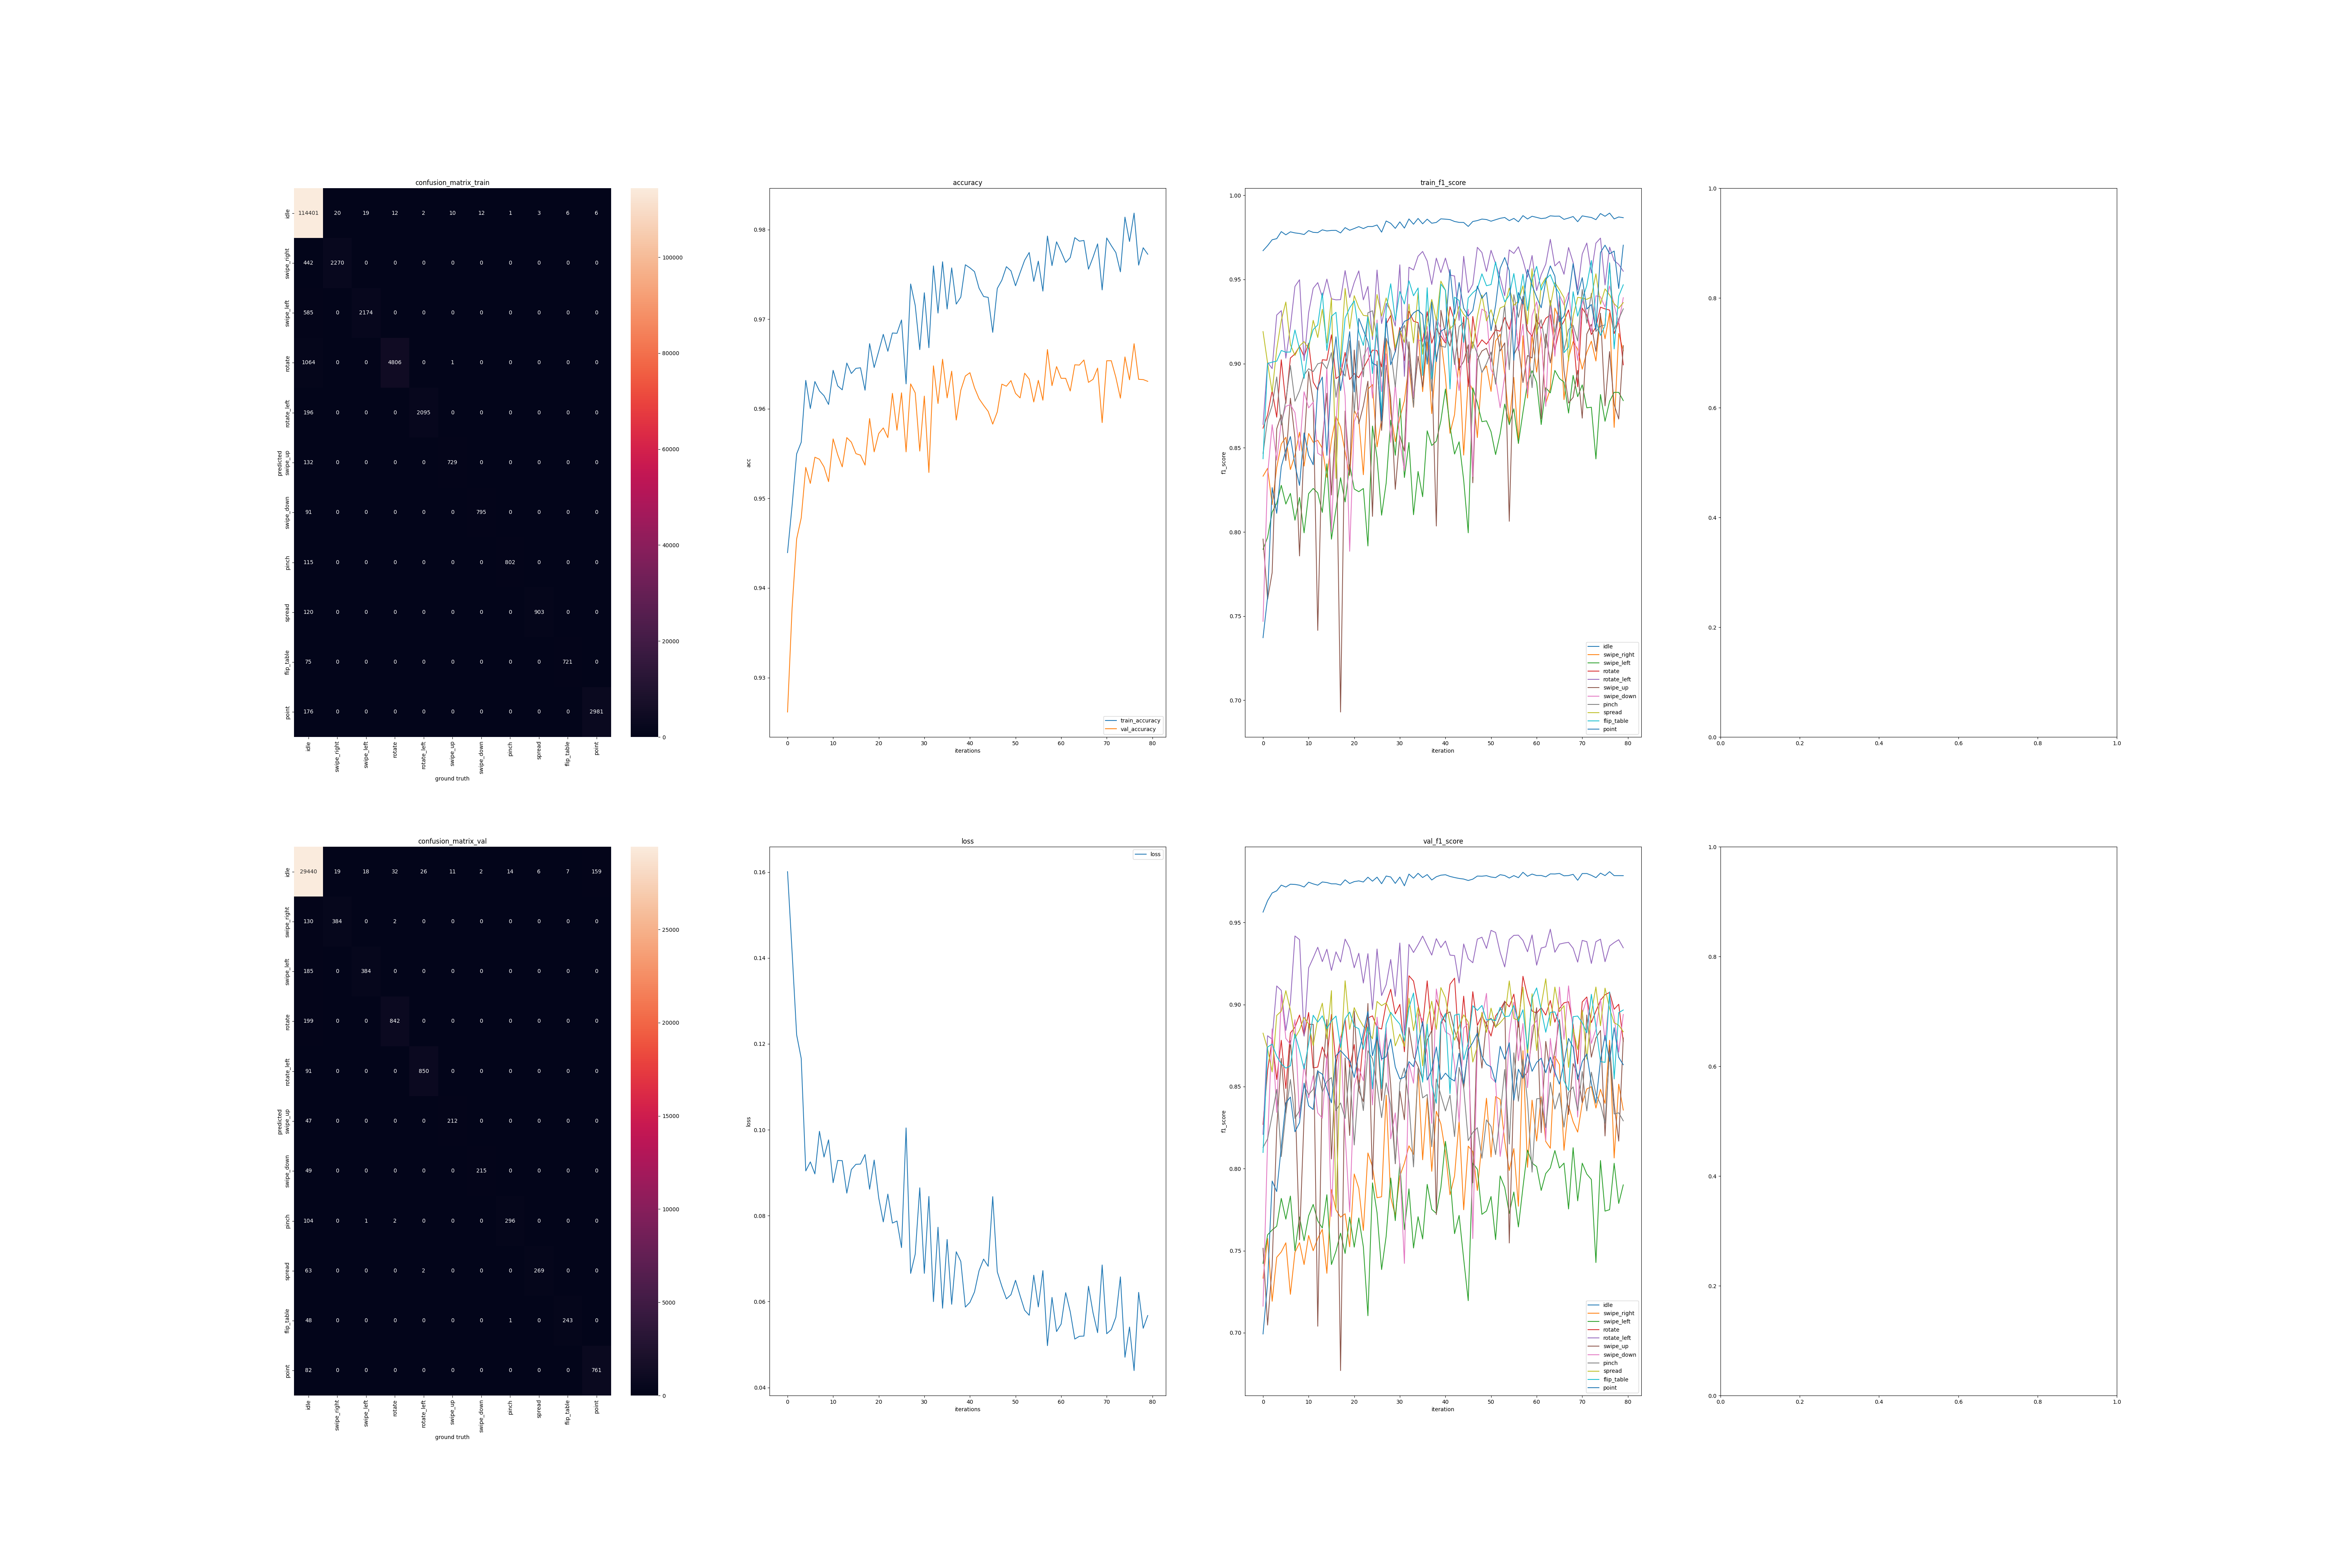 confusion_matrix_train
idle 114401 20 19 12 2 10 12 1 3 6 6
swipe_right 442 2270 0 0 0 0 0 0 0 0 0
swipe_left 585 0 2174 0 0 0 0 0 0 0 0
rotate 1064 0 0 4806 0 1 0 0 0 0 0
rotate_left 196 0 0 0 2095 0 0 0 0 0 0
swipe_up 132 0 0 0 0 729 0 0 0 0 0
swipe_down 91 0 0 0 0 0 795 0 0 0 0
pinch 115 0 0 0 0 0 0 802 0 0 0
spread 120 0 0 0 0 0 0 0 903 0 0
flip_table 75 0 0 0 0 0 0 0 0 721 0
point 176 0 0 0 0 0 0 0 0 0 2981
predicted
idle swipe_right swipe_left rotate rotate_left swipe_up swipe_down pinch spread flip_table point
ground truth
100000
80000
60000
40000
20000
0
accuracy
0.98
0.97
0.96
0.95
0.94
0.93
acc
train_accuracy
val_accuracy
0 10 20 30 40 50 60 70 80
iterations
train_f1_score
1.00
0.95
0.90
0.85
0.80
0.75
0.70
f1_score
idle
swipe_right
swipe_left
rotate
rotate_left
swipe_up
swipe_down
pinch
spread
flip_table
point
0 10 20 30 40 50 60 70 80
iteration
1.0
0.8
0.6
0.4
0.2
0.0
0.0 0.2 0.4 0.6 0.8 1.0
confusion_matrix_val
idle 29440 19 18 32 26 11 2 14 6 7 159
swipe_right 130 384 0 2 0 0 0 0 0 0 0
swipe_left 185 0 384 0 0 0 0 0 0 0 0
rotate 199 0 0 842 0 0 0 0 0 0 0
rotate_left 91 0 0 0 850 0 0 0 0 0 0
swipe_up 47 0 0 0 0 212 0 0 0 0 0
swipe_down 49 0 0 0 0 0 215 0 0 0 0
pinch 104 0 1 2 0 0 0 296 0 0 0
spread 63 0 0 0 2 0 0 0 269 0 0
flip_table 48 0 0 0 0 0 0 1 0 243 0
point 82 0 0 0 0 0 0 0 0 0 761
predicted
idle swipe_right swipe_left rotate rotate_left swipe_up swipe_down pinch spread flip_table point
ground truth
25000
20000
15000
10000
5000
0
loss
0.16
0.14
0.12
0.10
0.08
0.06
0.04
loss
loss
0 10 20 30 40 50 60 70 80
iterations
val_f1_score
0.95
0.90
0.85
0.80
0.75
0.70
f1_score
idle
swipe_right
swipe_left
rotate
rotate_left
swipe_up
swipe_down
pinch
spread
flip_table
point
0 10 20 30 40 50 60 70 80
iteration
1.0
0.8
0.6
0.4
0.2
0.0
0.0 0.2 0.4 0.6 0.8 1.0